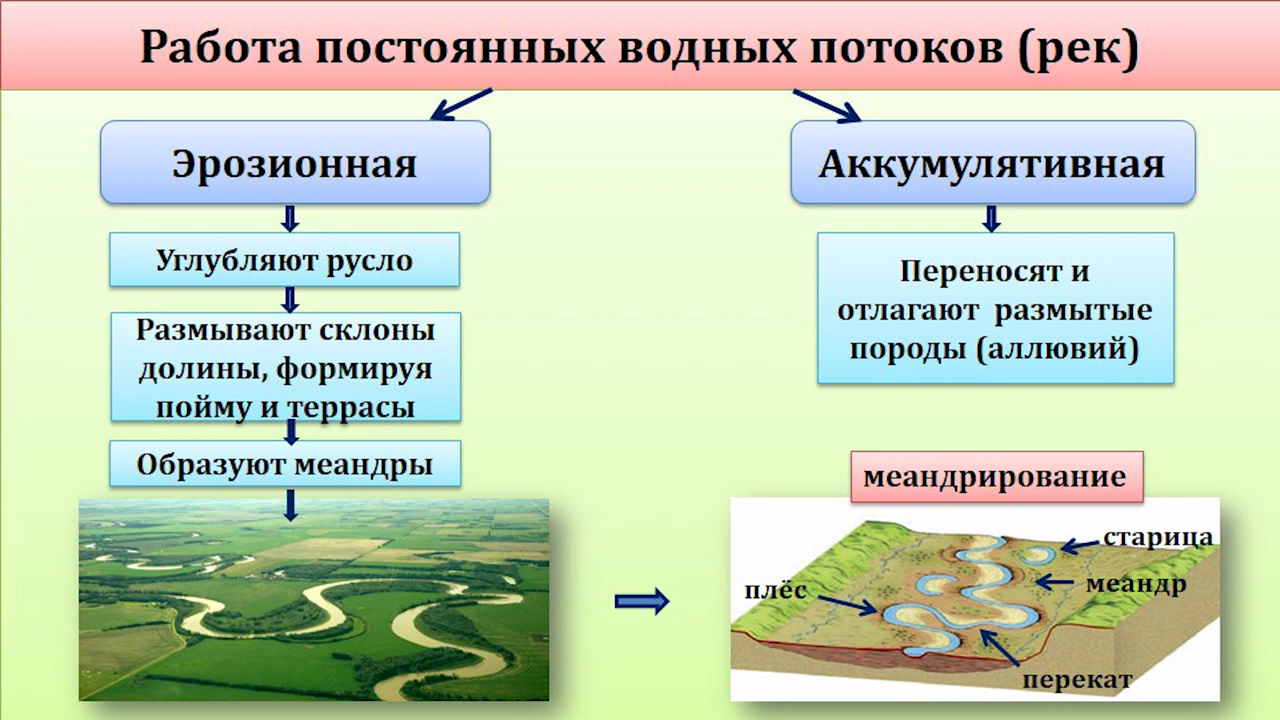 Работа постоянных водных потоков (рек)
Эрозионная
Углубляют русло
Размывают склоны
долины, формируя
пойму и террасы
Образуют меандры
Аккумулятивная
Переносят и
отлагают размытые
породы (аллювий)
меандрирование
старица
меандр
плёс
перекат